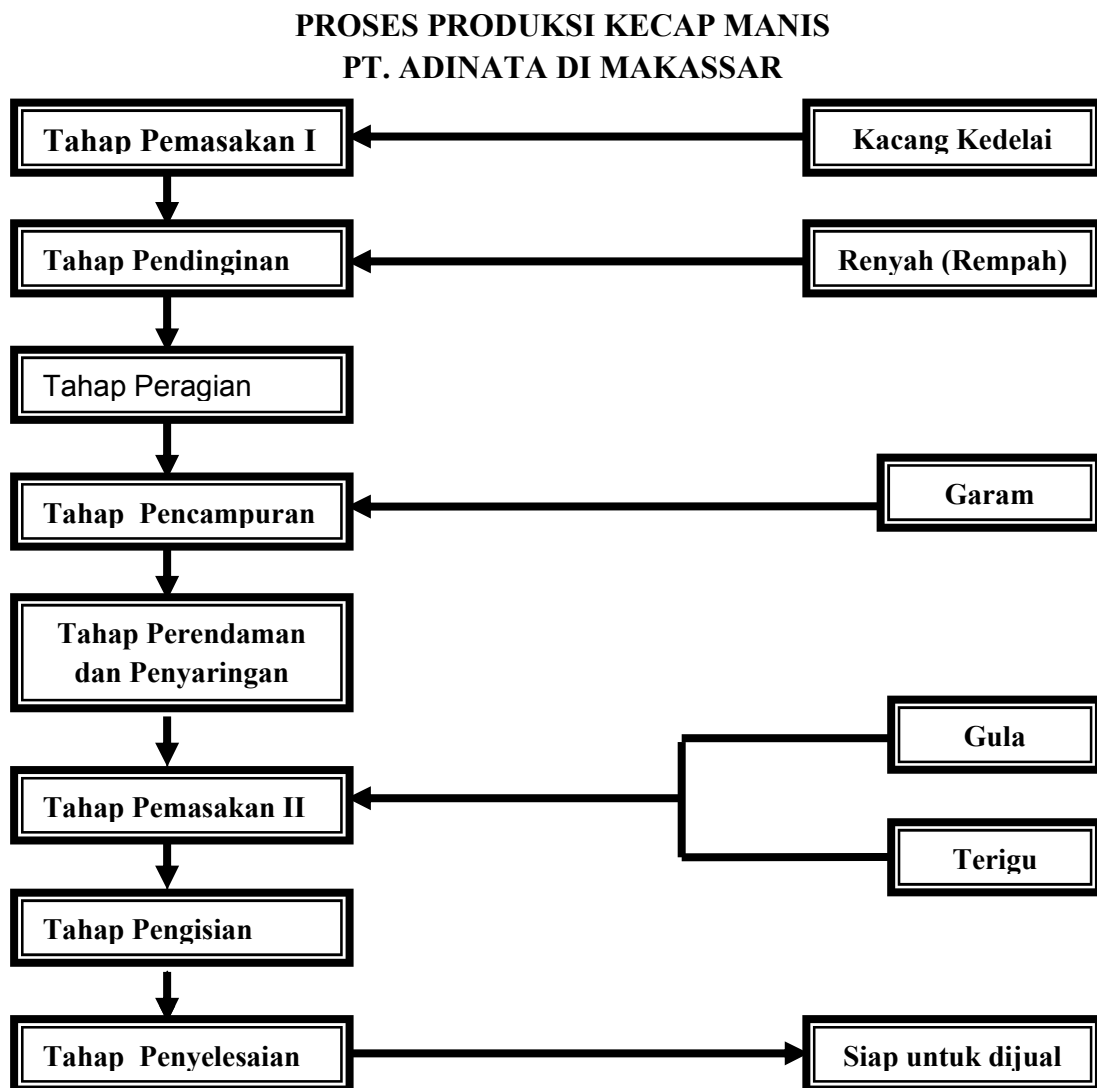 PROSES PRODUKSI KECAP MANIS
PT. ADINATA DI MAKASSAR
Tahap Pemasakan I
Kacang Kedelai
Tahap Pendinginan
Renyah (Rempah)
Tahap Peragian
Tahap Pencampuran
Garam
Tahap Perendaman
dan Penyaringan
Gula
Tahap Pemasakan II
Terigu
Tahap Pengisian
Tahap Penyelesaian
Siap untuk dijual